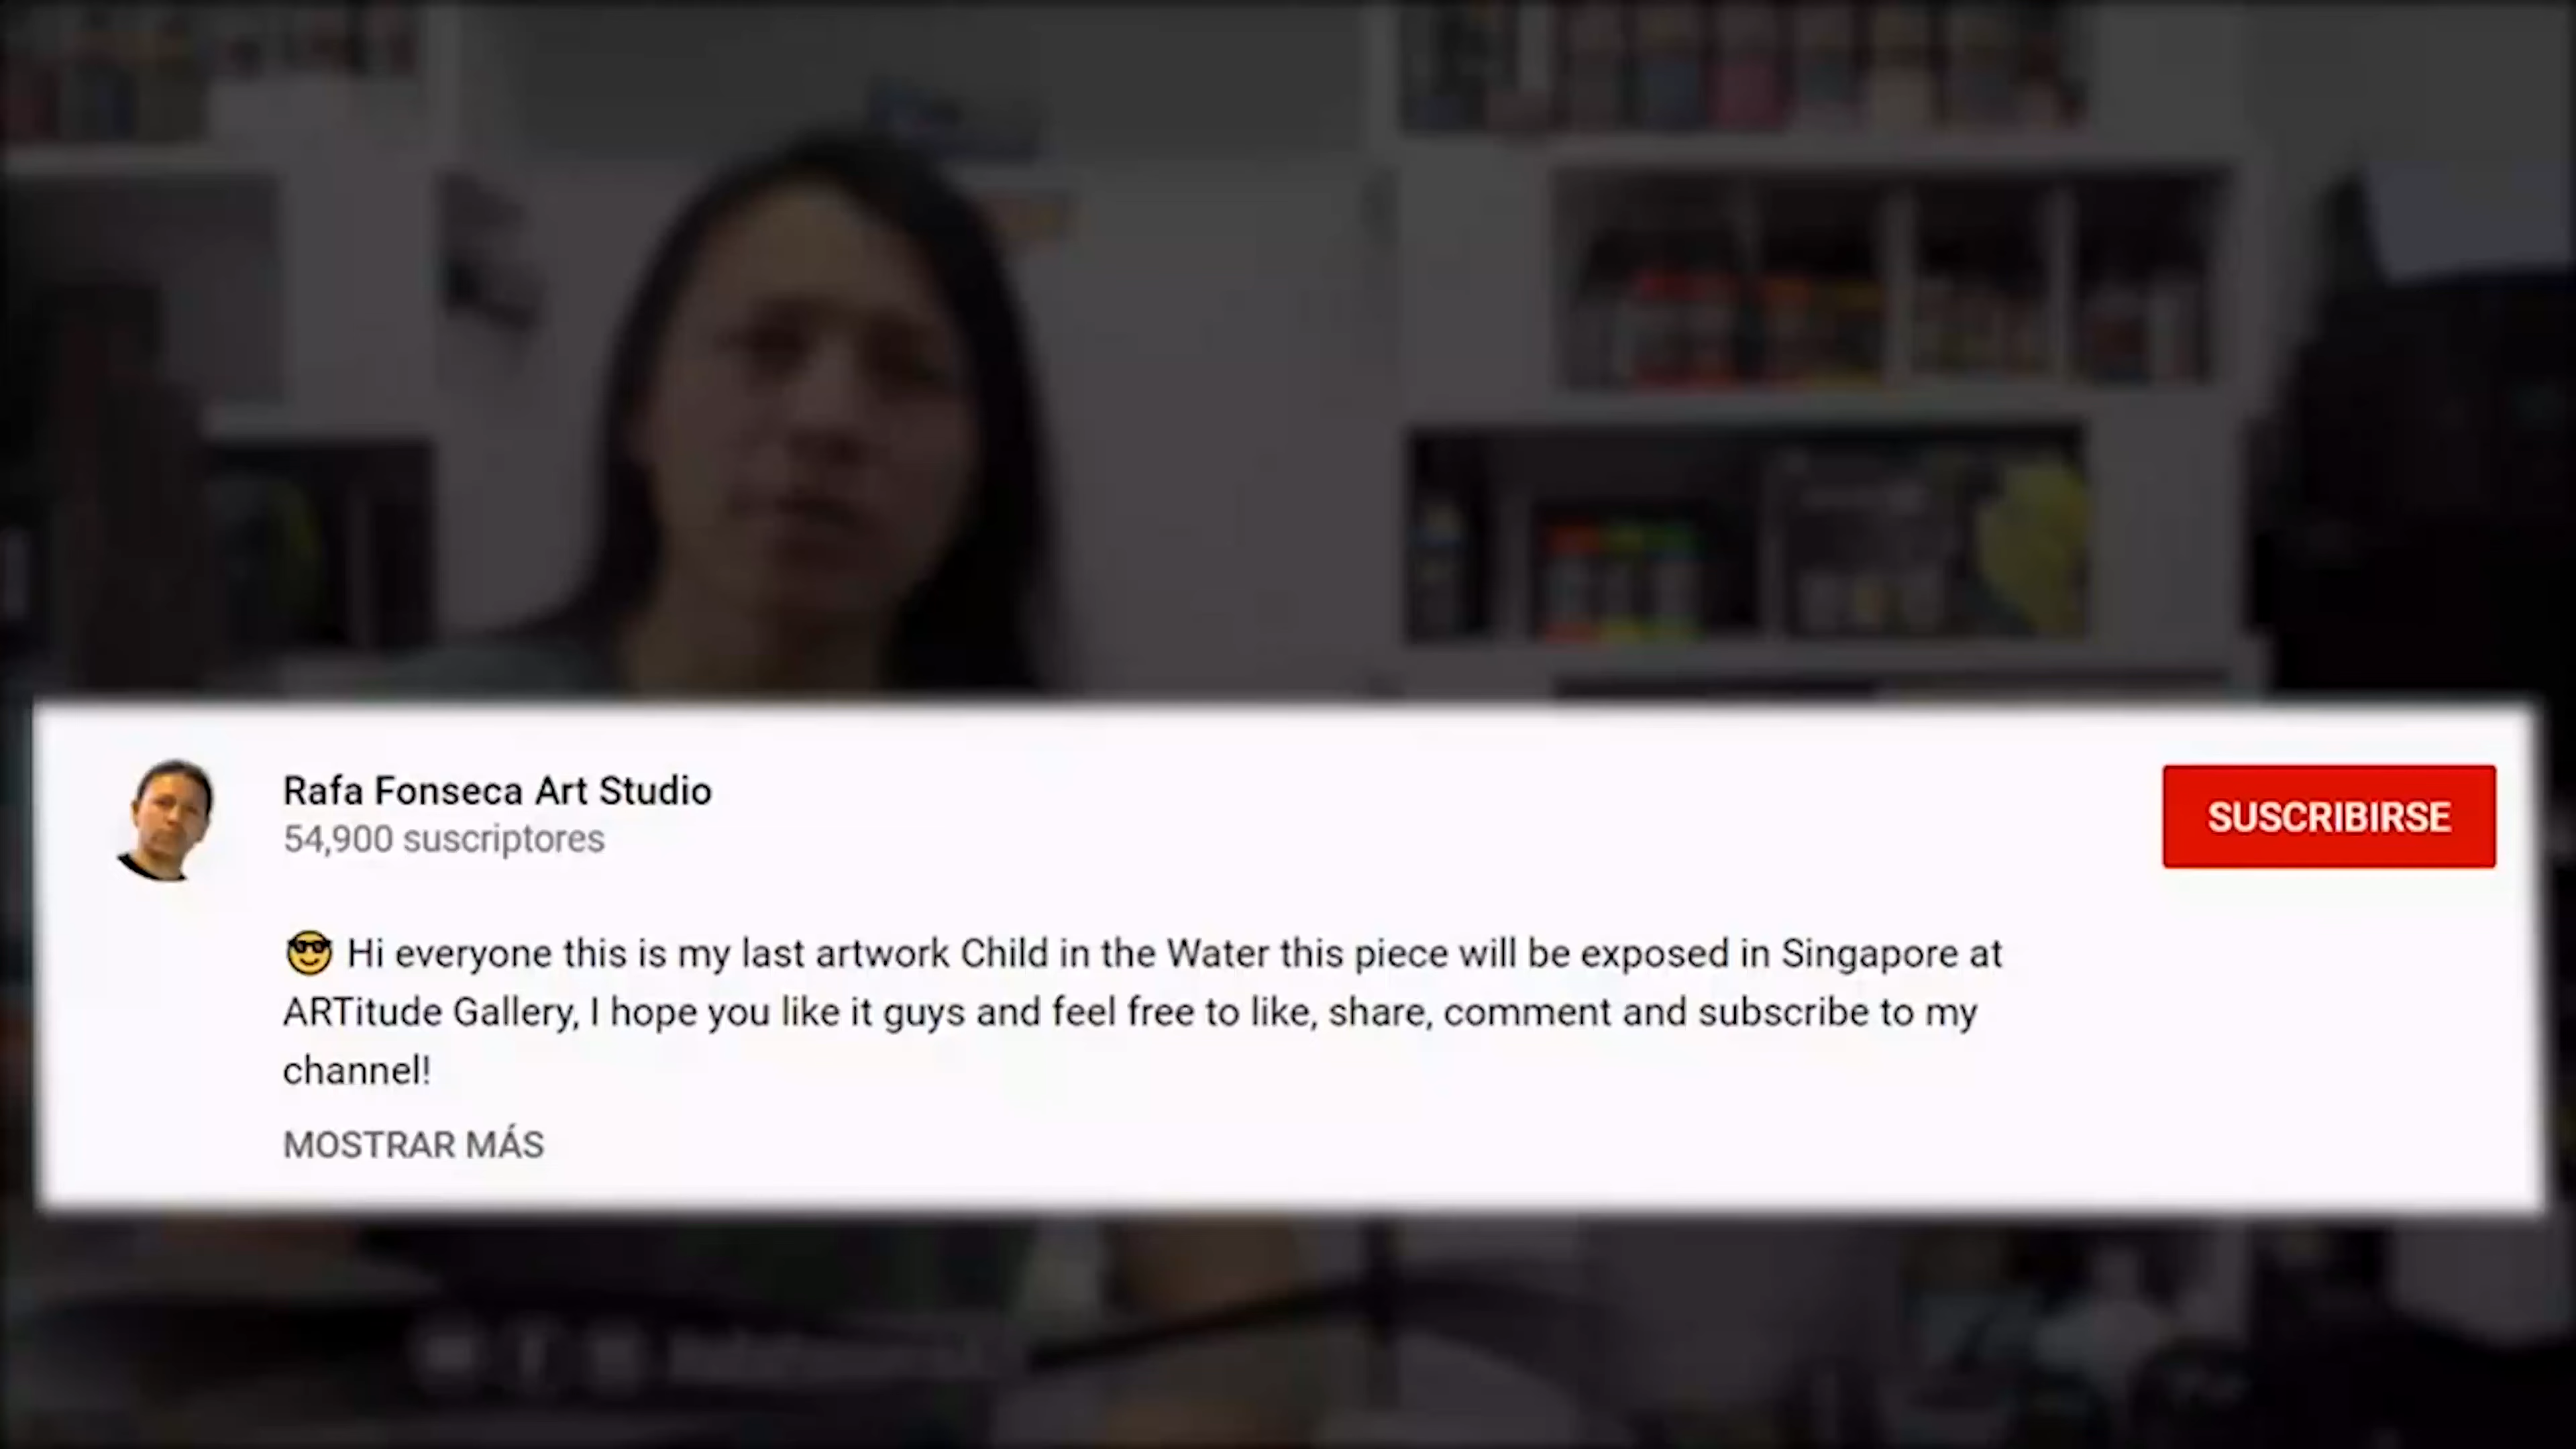 Rafa Fonseca Art Studio
54,900 suscriptores
SUSCRIBIRSE
😎 Hi everyone this is my last artwork Child in the Water this piece will be exposed in Singapore at
ARTitude Gallery, I hope you like it guys and feel free to like, share, comment and subscribe to my
channel!
MOSTRAR MÁS